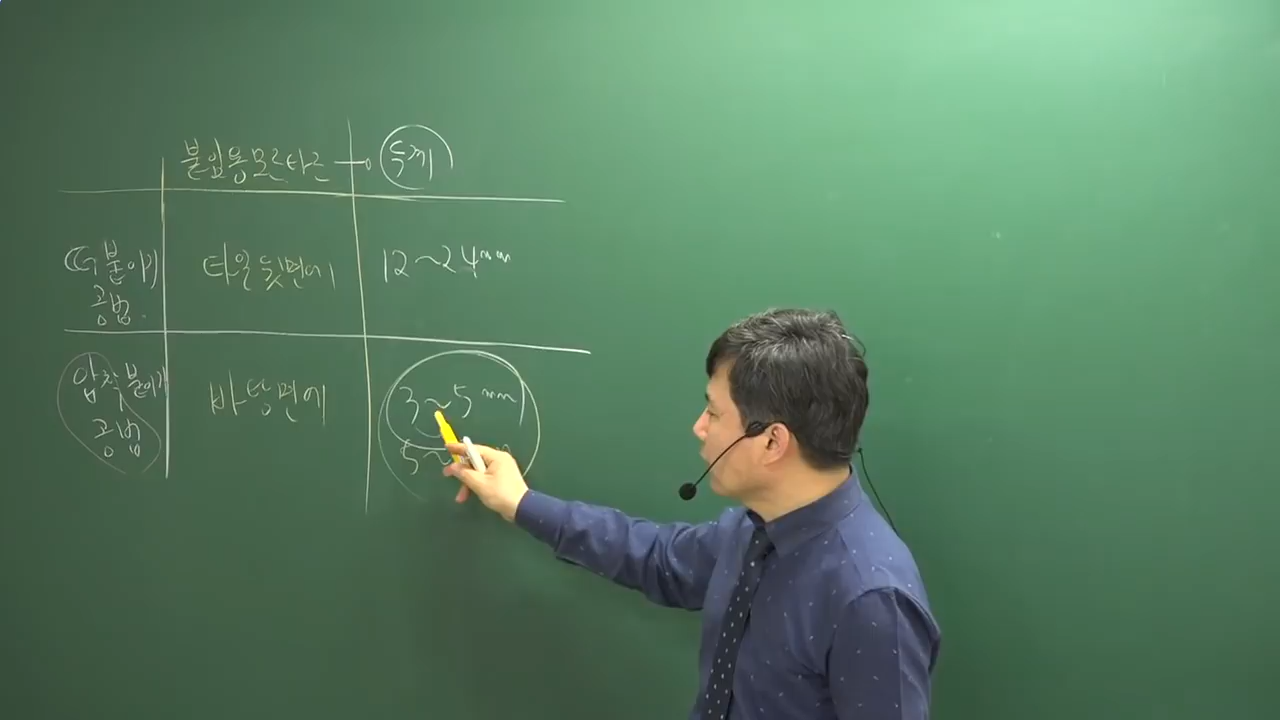 붙임용 모르타르 두께
떠붙이기
공법. 타일 뒷면에 12~24mm
압착붙이기
공법 바탕면에 3~5mm
5~